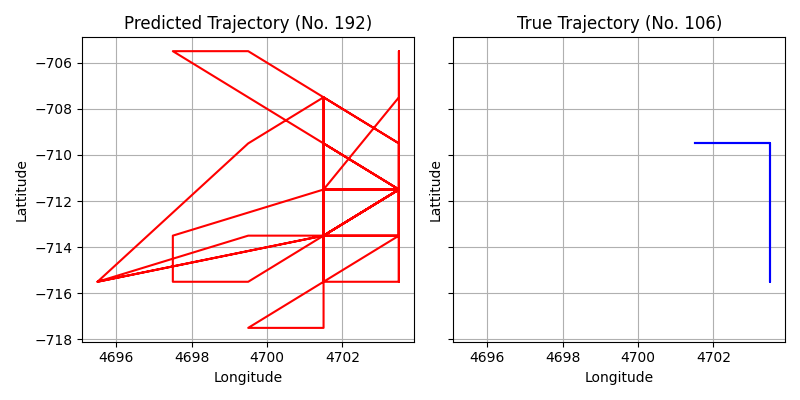 Predicted Trajectory (No. 192)
True Trajectory (No. 106)
Lattitude
−706
−708
−710
−712
−714
−716
−718
4696
4698
4700
4702
Longitude
Lattitude
4696
4698
4700
4702
Longitude